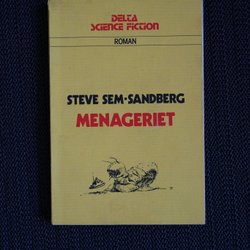 DELTA
SCIENCE FICTION
ROMAN
STEVE SEM-SANDBERG
MENAGERIET